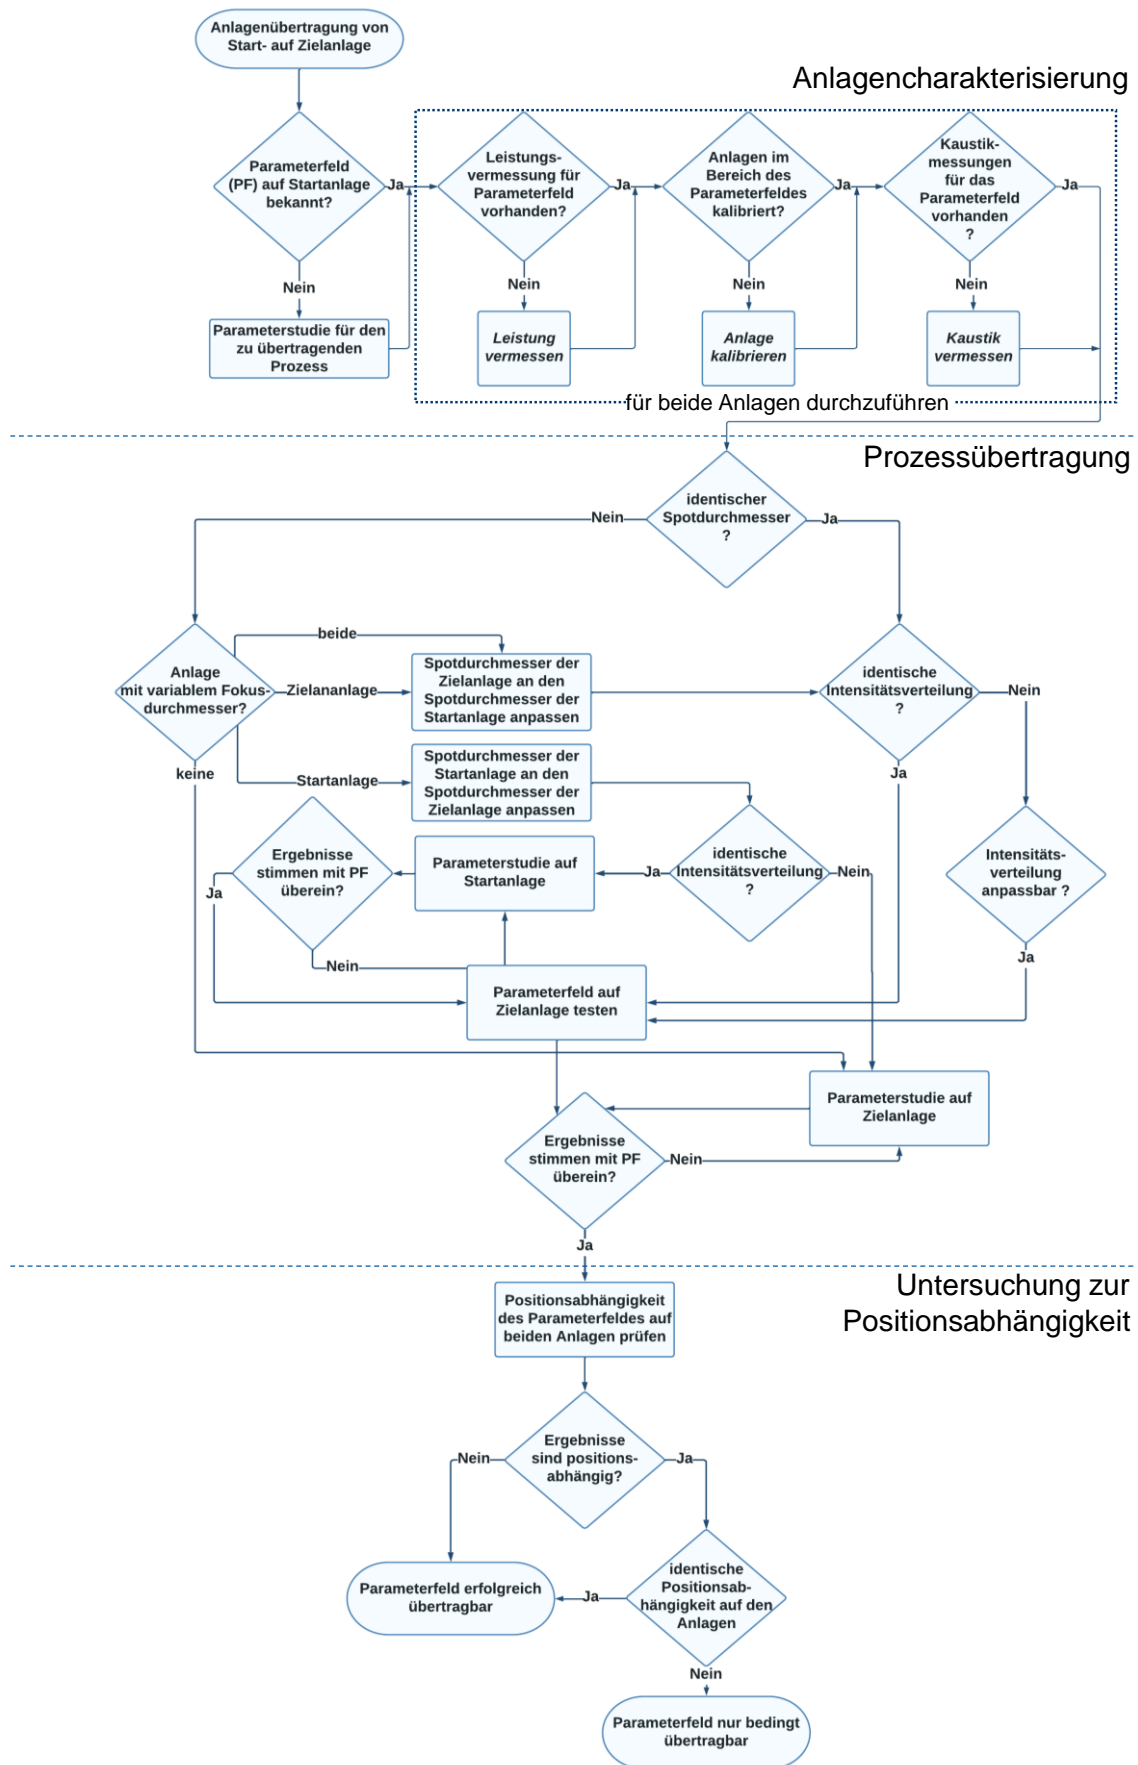 Anlagenübertragung von
Start- auf Zielanlage
Anlagencharakterisierung
Parameterfeld
(PF) auf Startanlage
bekannt?
Ja
Leistungs-
vermessung für
Parameterfeld
vorhanden?
Ja
Anlagen im
Bereich des
Parameterfeldes
kalibriert?
Ja
Kaustik-
messungen
für das
Parameterfeld
vorhanden
?
Ja
Nein
Nein
Nein
Nein
Parameterstudie für den
zu übertragenden
Prozess
Leistung
vermessen
Anlage
kalibrieren
Kaustik
vermessen
für beide Anlagen durchzuführen
Prozessübertragung
identischer
Spotdurchmesser
?
Nein
Ja
Anlage
mit variablem Fokus-
durchmesser?
beide
Zielananlage
Spotdurchmesser der
Zielanlage an den
Spotdurchmesser der
Startanlage anpassen
identische
Intensitätsverteilung
?
Nein
keine
Startanlage
Spotdurchmesser der
Startanlage an den
Spotdurchmesser der
Zielanlage anpassen
Ja
Ergebnisse
stimmen mit PF
überein?
Parameterstudie auf
Startanlage
Ja
identische
Intensitätsverteilung
?
Nein
Intensitäts-
verteilung
anpassbar ?
Ja
Nein
Ja
Parameterfeld auf
Zielanlage testen
Parameterstudie auf
Zielanlage
Ergebnisse
stimmen mit PF
überein?
Nein
Ja
Untersuchung zur
Positionsabhängigkeit
Positionsabhängigkeit
des Parameterfeldes auf
beiden Anlagen prüfen
Ergebnisse
sind positions-
abhängig?
Nein
Ja
Parameterfeld erfolgreich
übertragbar
Ja
identische
Positionsab-
hängigkeit auf den
Anlagen
Nein
Parameterfeld nur bedingt
übertragbar